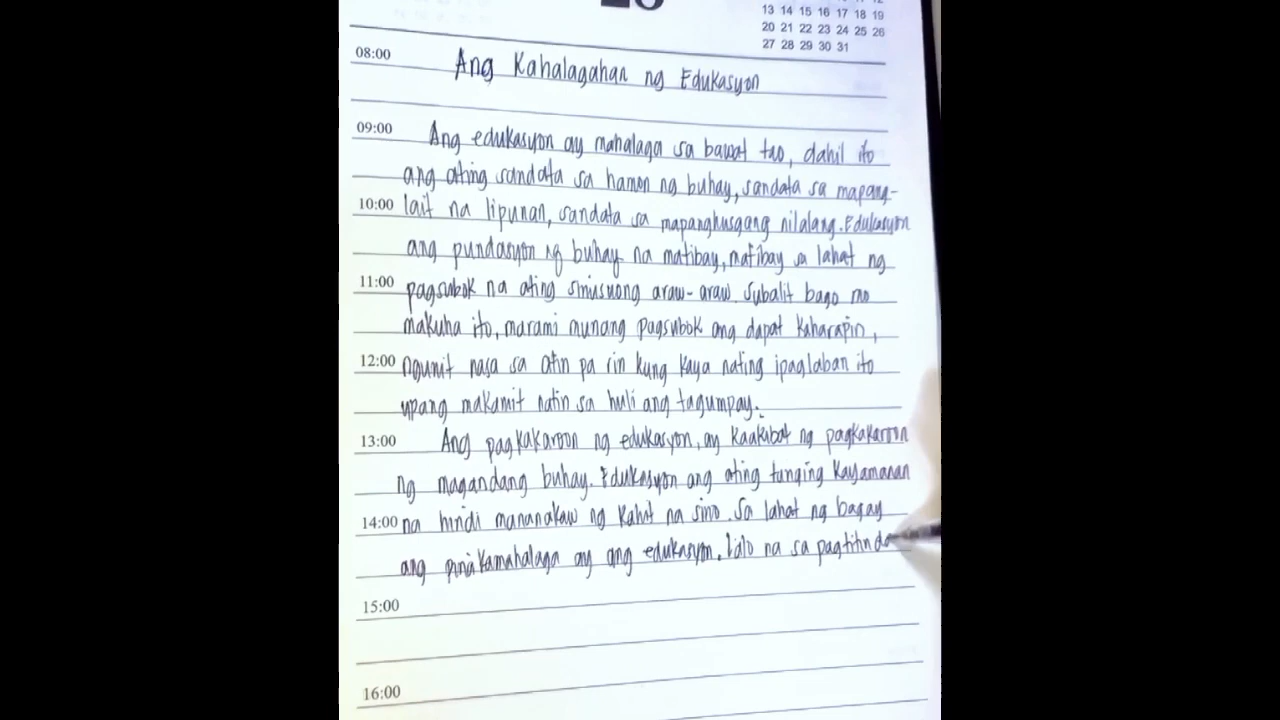 13 14 15 16 17 18 19
20 21 22 23 24 25 26
27 28 29 30 31
08:00 Ang Kahalagahan ng Edukasyon
09:00 Ang edukasyon ay mahalaga sa bawat tao, dahil ito
ang ating sandata sa hamon ng buhay, sandata sa mapang-
10:00 lait na lipunan, sandata sa mapanghusgang nilalang. Edukasyon
ang pundasyon ng buhay na matibay, matibay sa lahat ng
11:00 pagsubok na ating sinusuong araw-araw. Subalit bago mo
makuha ito, marami munang pagsubok ang dapat kaharapin,
12:00 ngunit nasa sa atin pa rin kung kaya nating ipaglaban ito
upang makamit natin sa huli ang tagumpay.
13:00 Ang pagkakaroon ng edukasyon, ay kaakibat ng pagkakaroon
ng magandang buhay. Edukasyon ang ating tanging kayamanan
14:00 na hindi mananakaw ng kahit na sino. Sa lahat ng bagay
ang pinakamahalaga ay ang edukasyon. lalo na sa pagtitinda
15:00
16:00